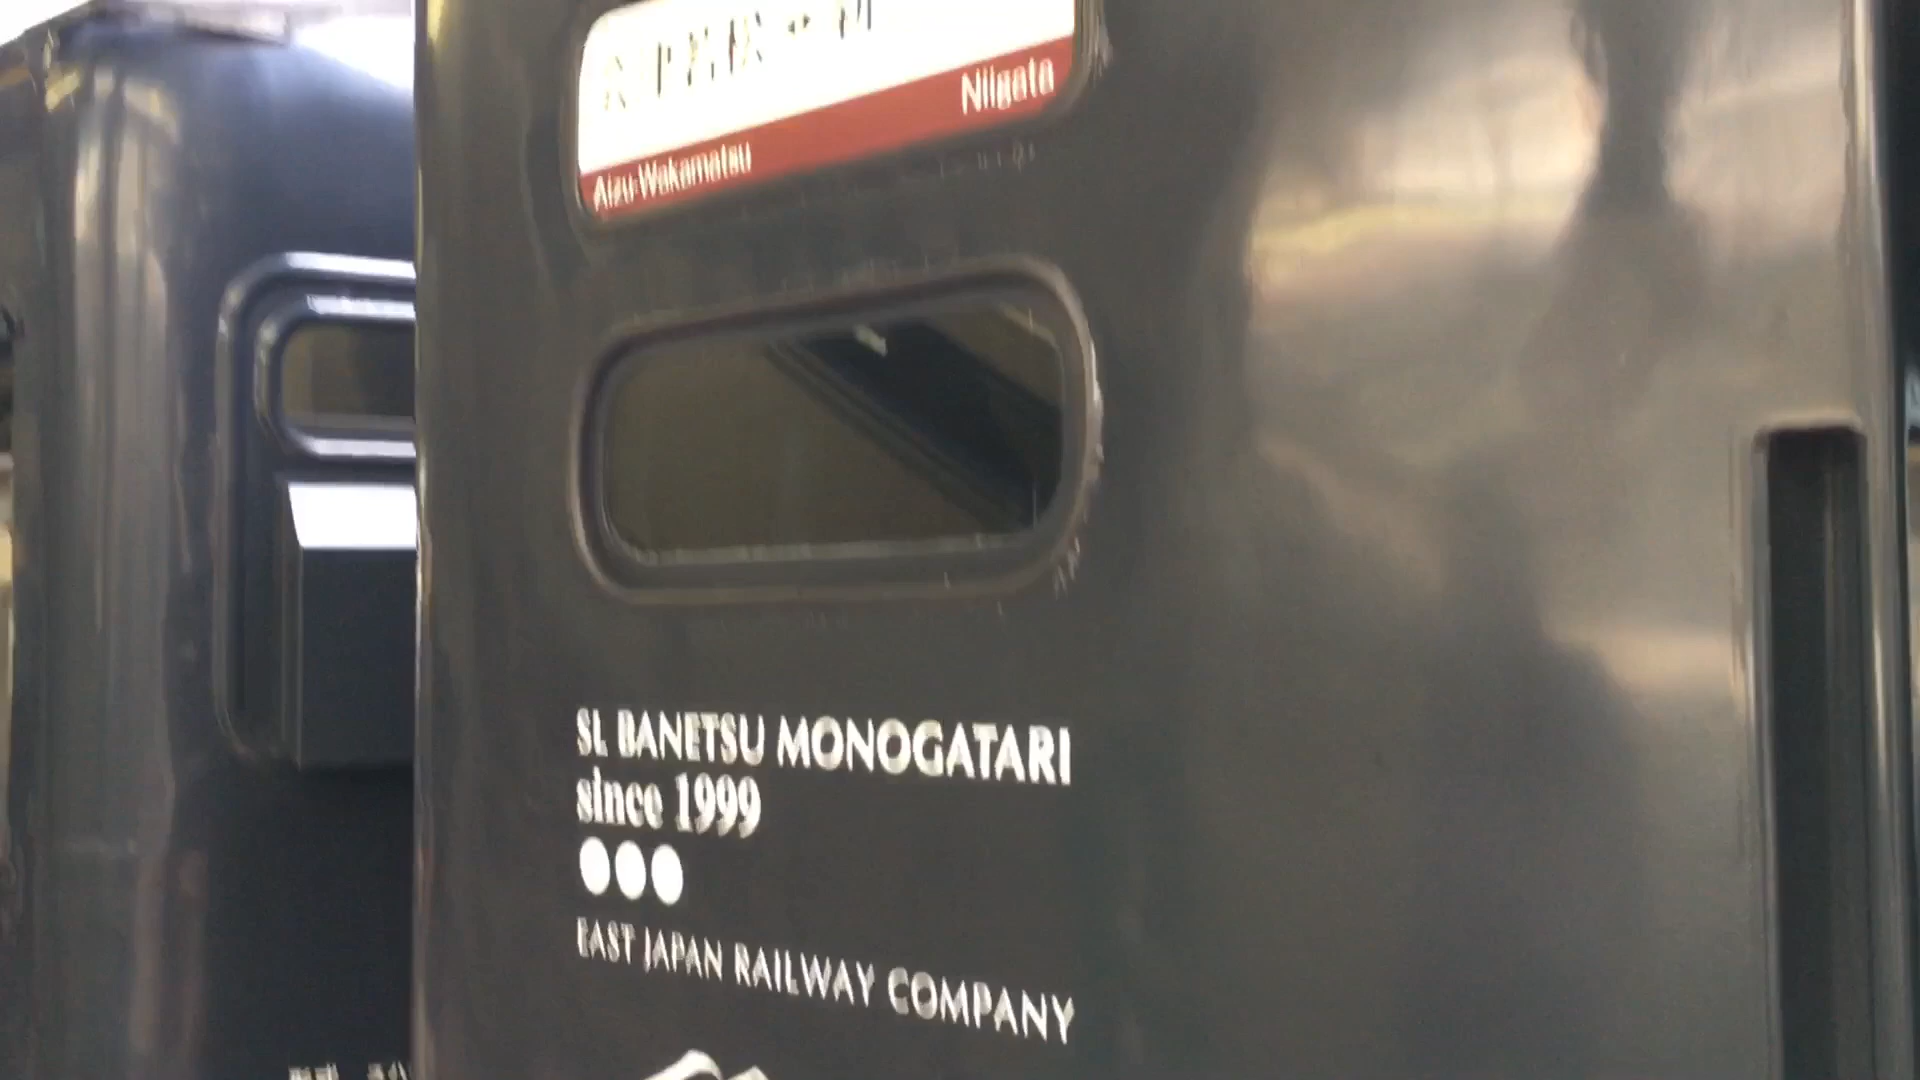 Niigata
Aizu-Wakamatsu
SL BANETSU MONOGATARI
since 1999
EAST JAPAN RAILWAY COMPANY